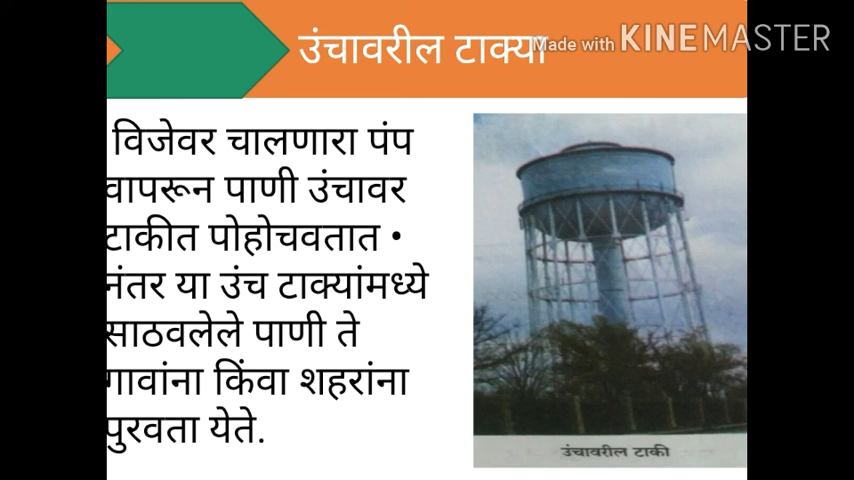 उंचावरील टाक्या
Made with KINEMASTER
विजेवर चालणारा पंप
वापरून पाणी उंचावर
टाकीत पोहोचवतात •
नंतर या उंच टाक्यांमध्ये
साठवलेले पाणी ते
गावांना किंवा शहरांना
पुरवता येते.
उंचावरील टाकी